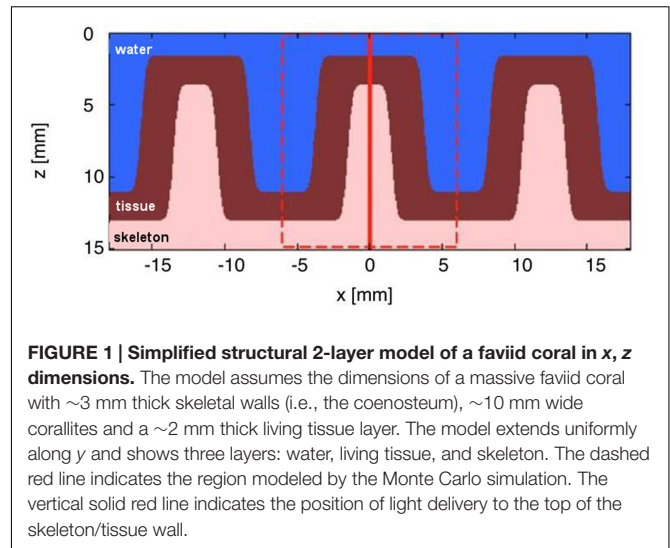 0
water
5
z [mm]
10
tissue
skeleton
15
-15 -10 -5 0 5 10 15
x [mm]
FIGURE 1 | Simplified structural 2-layer model of a faviid coral in x, z
dimensions. The model assumes the dimensions of a massive faviid coral
with ∼3 mm thick skeletal walls (i.e., the coenosteum), ∼10 mm wide
corallites and a ∼2 mm thick living tissue layer. The model extends uniformly
along y and shows three layers: water, living tissue, and skeleton. The dashed
red line indicates the region modeled by the Monte Carlo simulation. The
vertical solid red line indicates the position of light delivery to the top of the
skeleton/tissue wall.